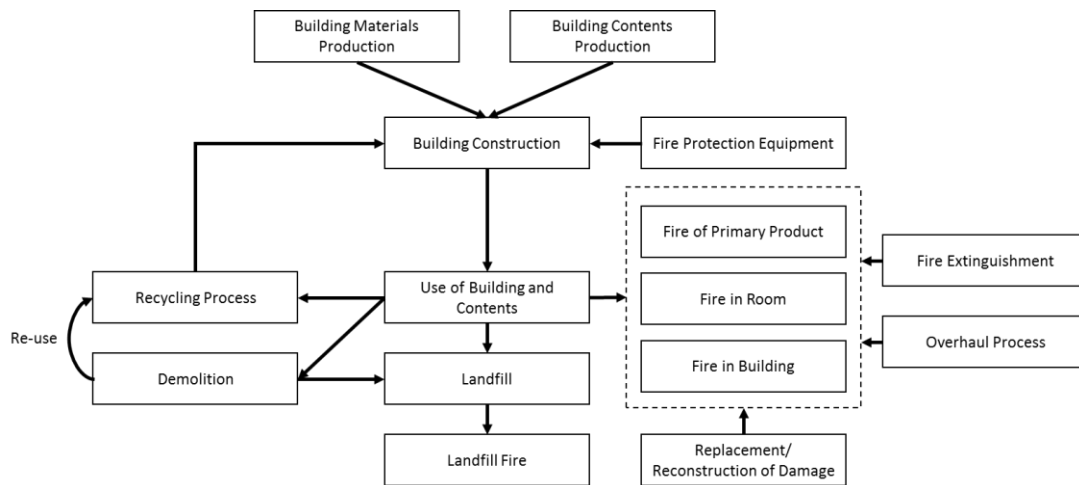 Building Materials
Production
Building Contents
Production
Building Construction
Fire Protection Equipment
Fire of Primary Product
Fire Extinguishment
Recycling Process
Use of Building and
Contents
Fire in Room
Re-use
Overhaul Process
Demolition
Landfill
Fire in Building
Landfill Fire
Replacement/
Reconstruction of Damage